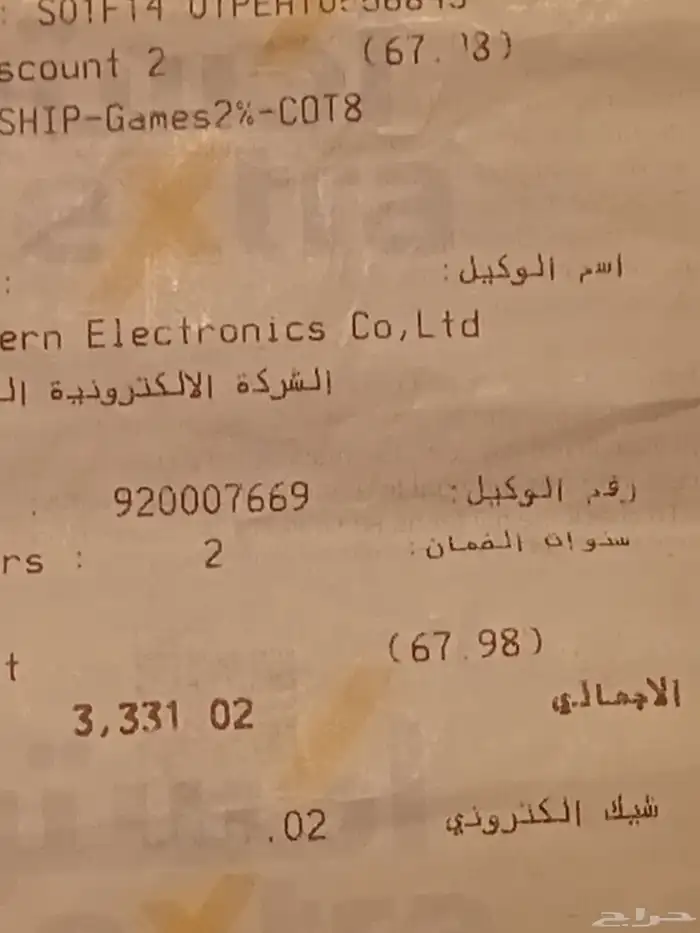 scount 2 (67.98)
SHIP-Games2%-COT8
: اسم الوكيل:
ern Electronics Co,Ltd
الشركة الالكترونية ال
920007669 رقم الوكيل:
rs : 2 سنوات الضمان:
t (67.98)
3,331 02 الاجمالي
.02 شيك الكتروني
حراج